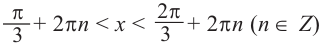 π/3 + 2πn < x < 2π/3 + 2πn (n ∈ Z)